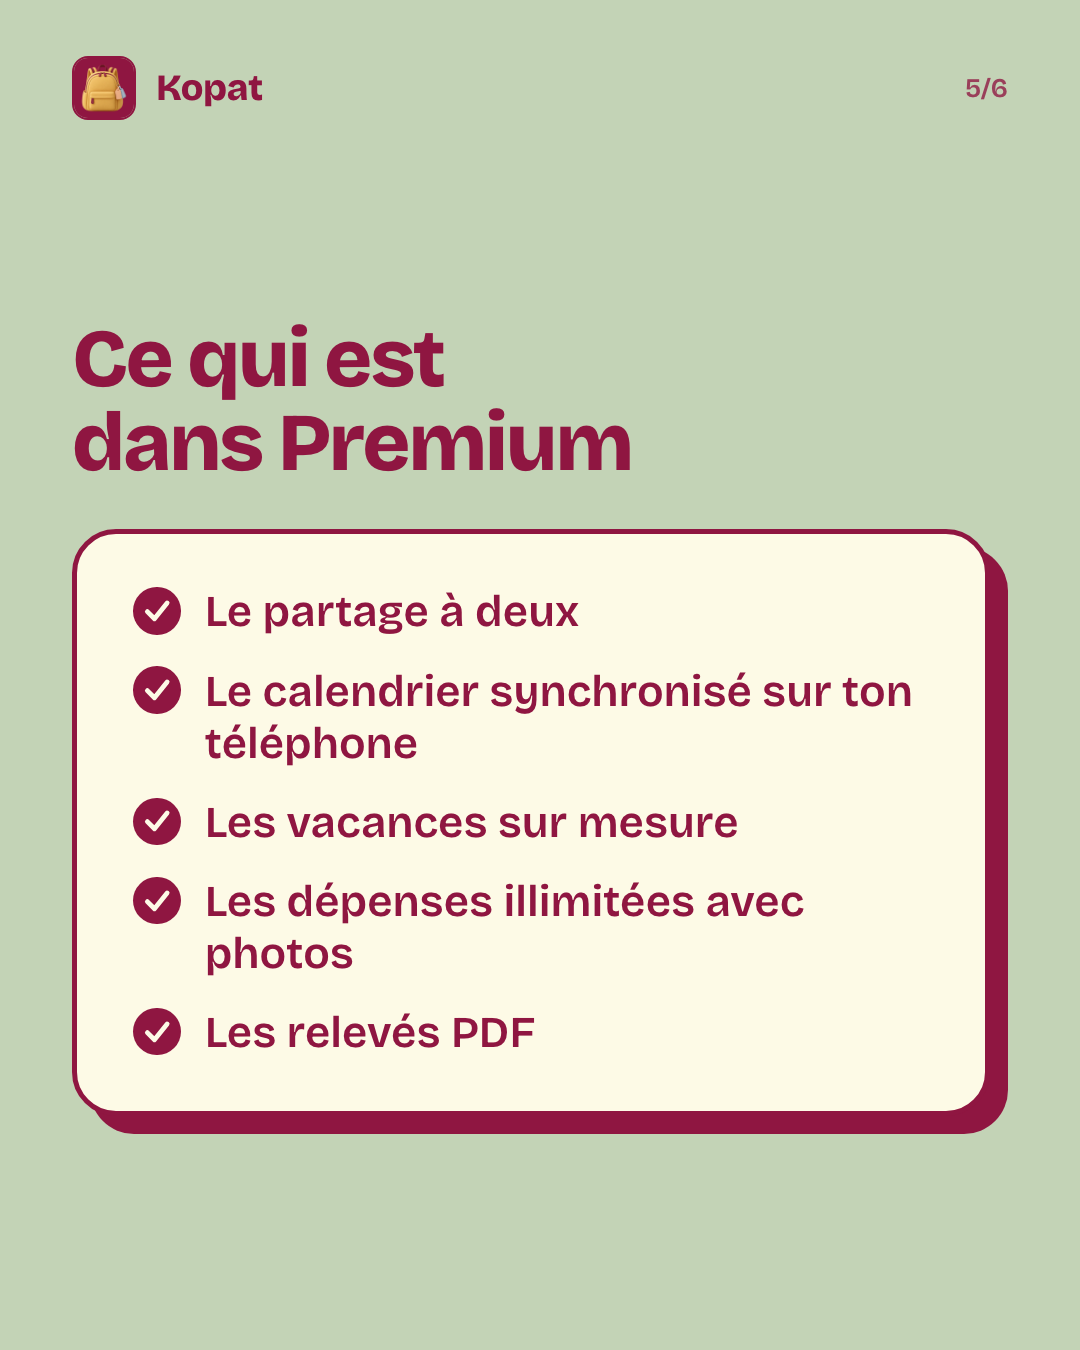 Kopat
5/6
Ce qui est
dans Premium
Le partage à deux
Le calendrier synchronisé sur ton
téléphone
Les vacances sur mesure
Les dépenses illimitées avec
photos
Les relevés PDF